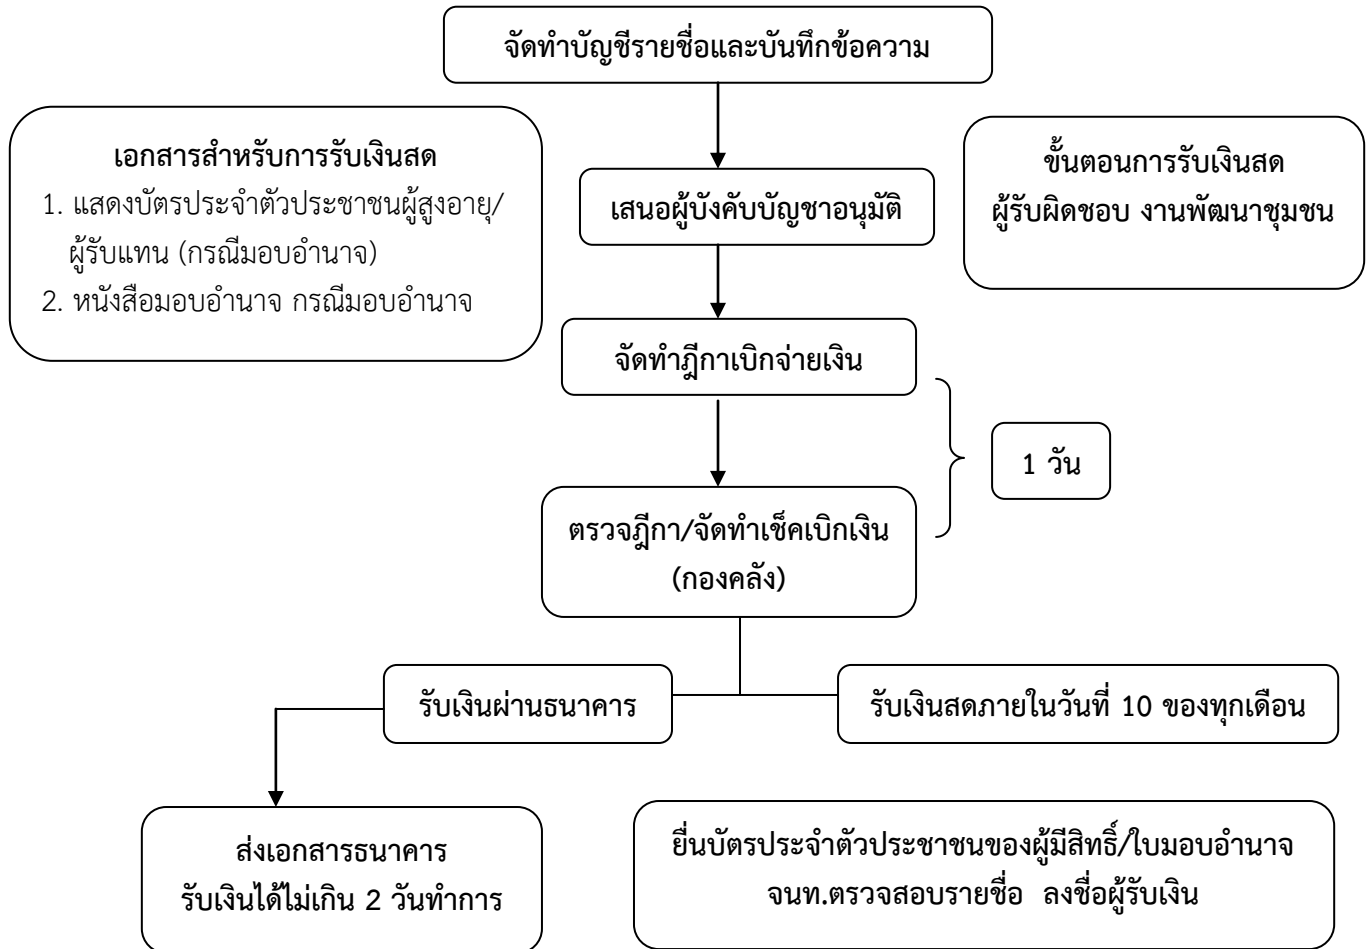 จัดทำบัญชีรายชื่อและบันทึกข้อความ
เอกสารสำหรับการรับเงินสด
1. แสดงบัตรประจำตัวประชาชนผู้สูงอายุ/
ผู้รับแทน (กรณีมอบอำนาจ)
2. หนังสือมอบอำนาจ กรณีมอบอำนาจ
เสนอผู้บังคับบัญชาอนุมัติ
ขั้นตอนการรับเงินสด
ผู้รับผิดชอบ งานพัฒนาชุมชน
จัดทำฎีกาเบิกจ่ายเงิน
1 วัน
ตรวจฎีกา/จัดทำเช็คเบิกเงิน
(กองคลัง)
รับเงินผ่านธนาคาร
รับเงินสดภายในวันที่ 10 ของทุกเดือน
ส่งเอกสารธนาคาร
รับเงินได้ไม่เกิน 2 วันทำการ
ยื่นบัตรประจำตัวประชาชนของผู้มีสิทธิ์/ใบมอบอำนาจ
จนท.ตรวจสอบรายชื่อ  ลงชื่อผู้รับเงิน